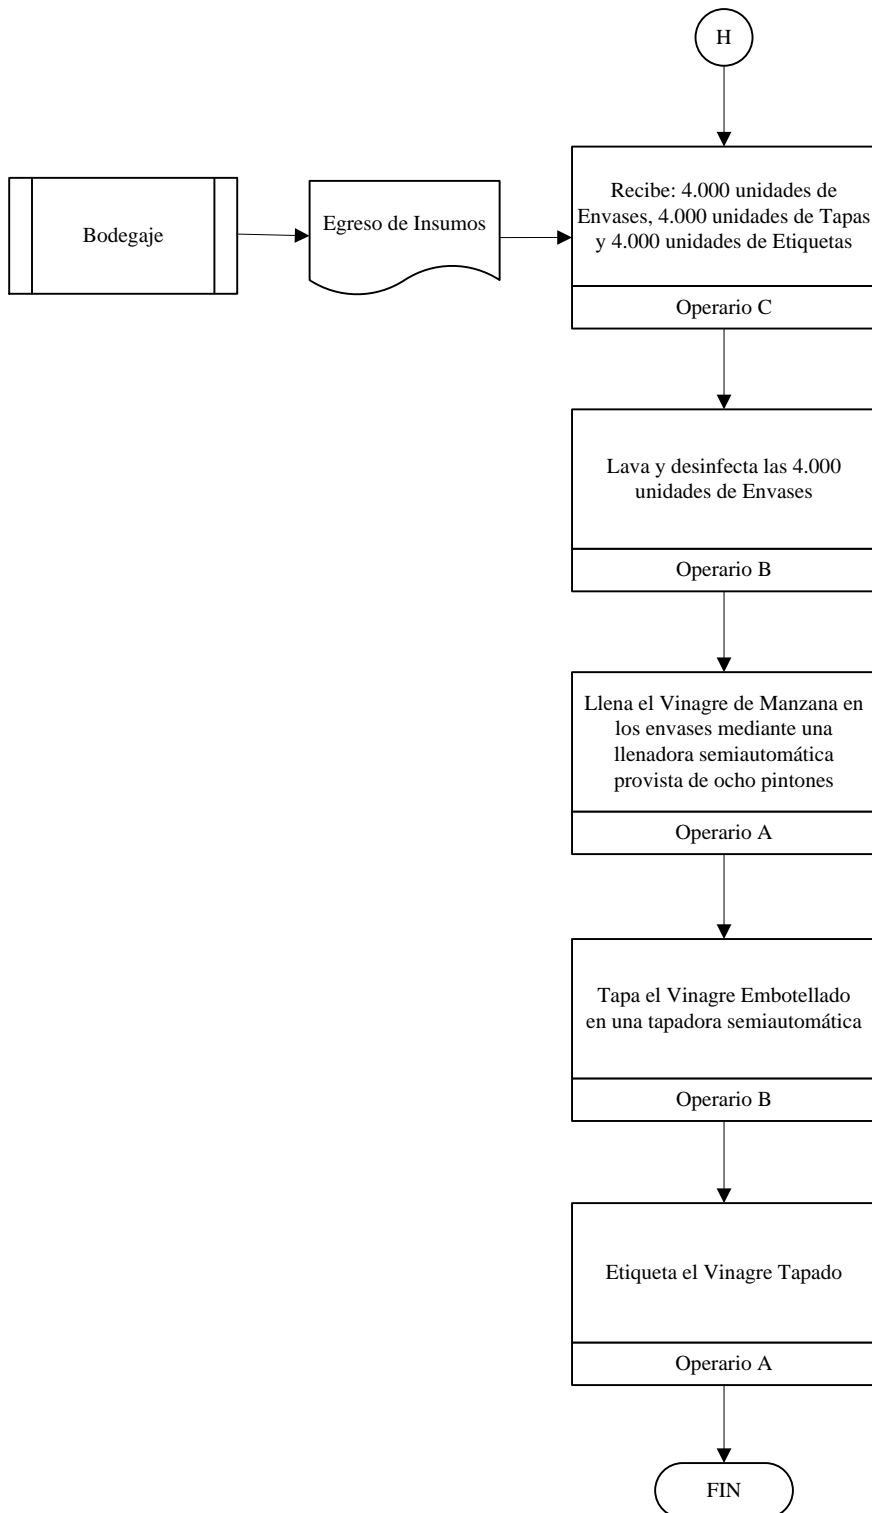 H
Bodegaje
Egreso de Insumos
Recibe: 4.000 unidades de
Envases, 4.000 unidades de Tapas
y 4.000 unidades de Etiquetas
Operario C
Lava y desinfecta las 4.000
unidades de Envases
Operario B
Llena el Vinagre de Manzana en
los envases mediante una
llenadora semiautomática
provista de ocho pintones
Operario A
Tapa el Vinagre Embotellado
en una tapadora semiautomática
Operario B
Etiqueta el Vinagre Tapado
Operario A
FIN